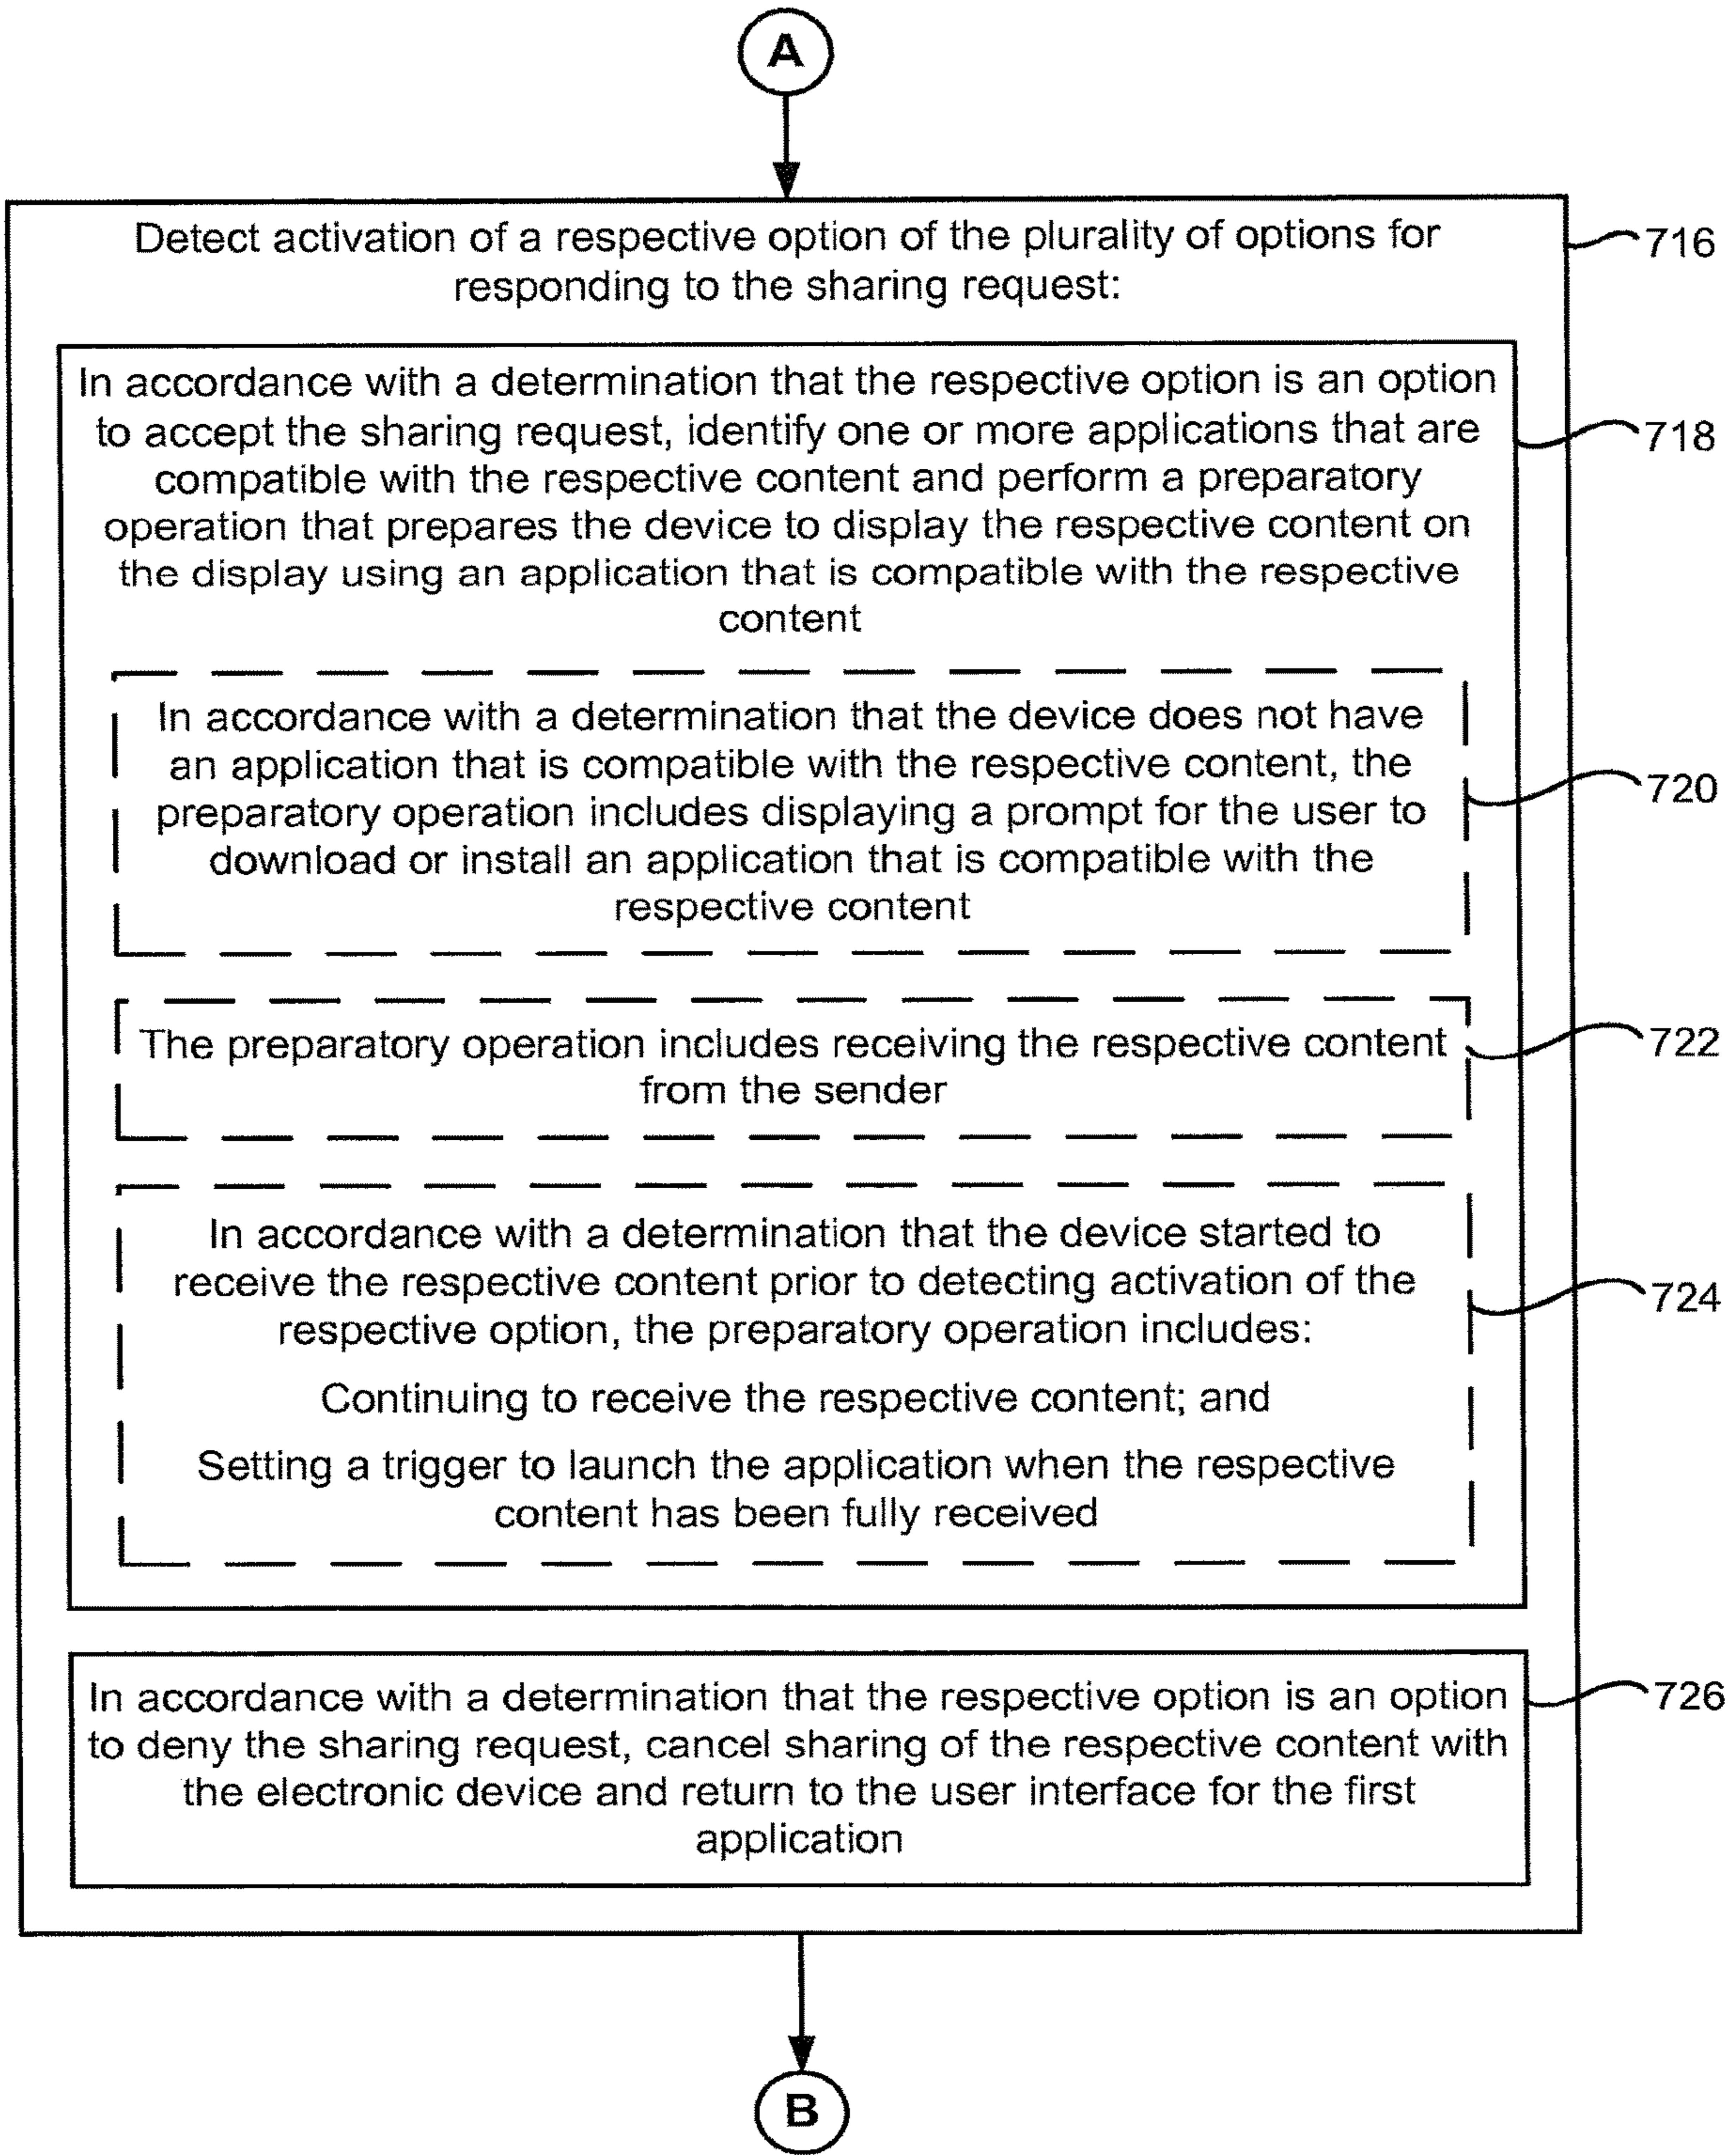 A
Detect activation of a respective option of the plurality of options for
responding to the sharing request:
716
In accordance with a determination that the respective option is an option
to accept the sharing request, identify one or more applications that are
compatible with the respective content and perform a preparatory
operation that prepares the device to display the respective content on
the display using an application that is compatible with the respective
content
718
In accordance with a determination that the device does not have
an application that is compatible with the respective content, the
preparatory operation includes displaying a prompt for the user to
download or install an application that is compatible with the
respective content
720
The preparatory operation includes receiving the respective content
from the sender
722
In accordance with a determination that the device started to
receive the respective content prior to detecting activation of the
respective option, the preparatory operation includes:
Continuing to receive the respective content; and
Setting a trigger to launch the application when the respective
content has been fully received
724
In accordance with a determination that the respective option is an option
to deny the sharing request, cancel sharing of the respective content with
the electronic device and return to the user interface for the first
application
726
B